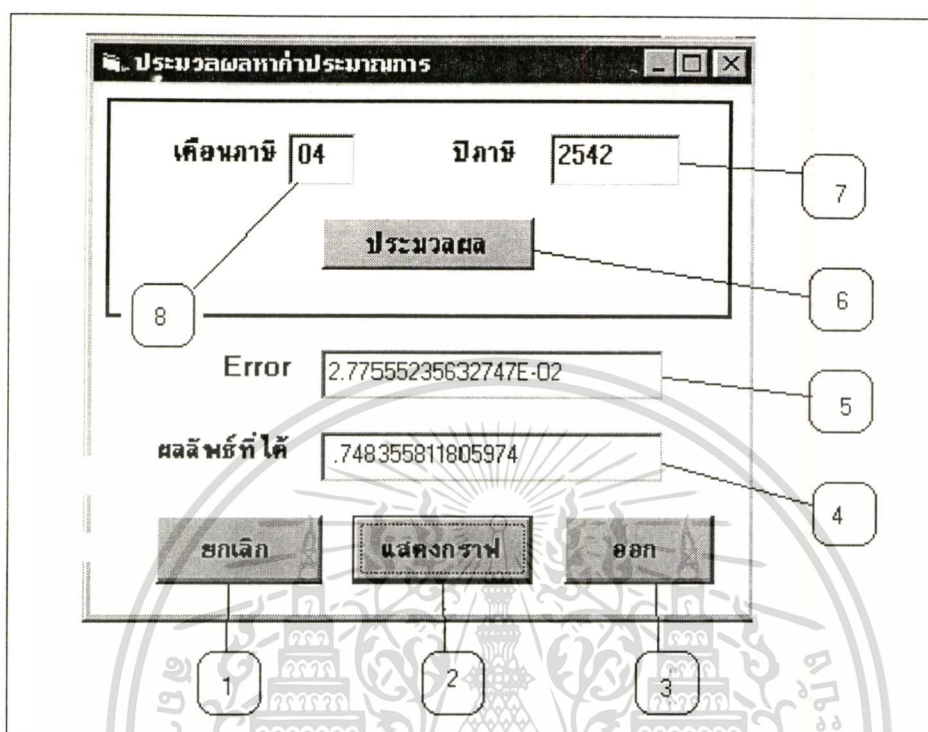 ประมวลผลหาค่าประมาณการ
เดือนภาษี 04 ปีภาษี 2542
7
ประมวลผล
6
8
Error 2.77555235632747E-02
5
ผลลัพธ์ที่ได้ .748355811805974
4
ยกเลิก แสดงกราฟ ออก
1 2 3